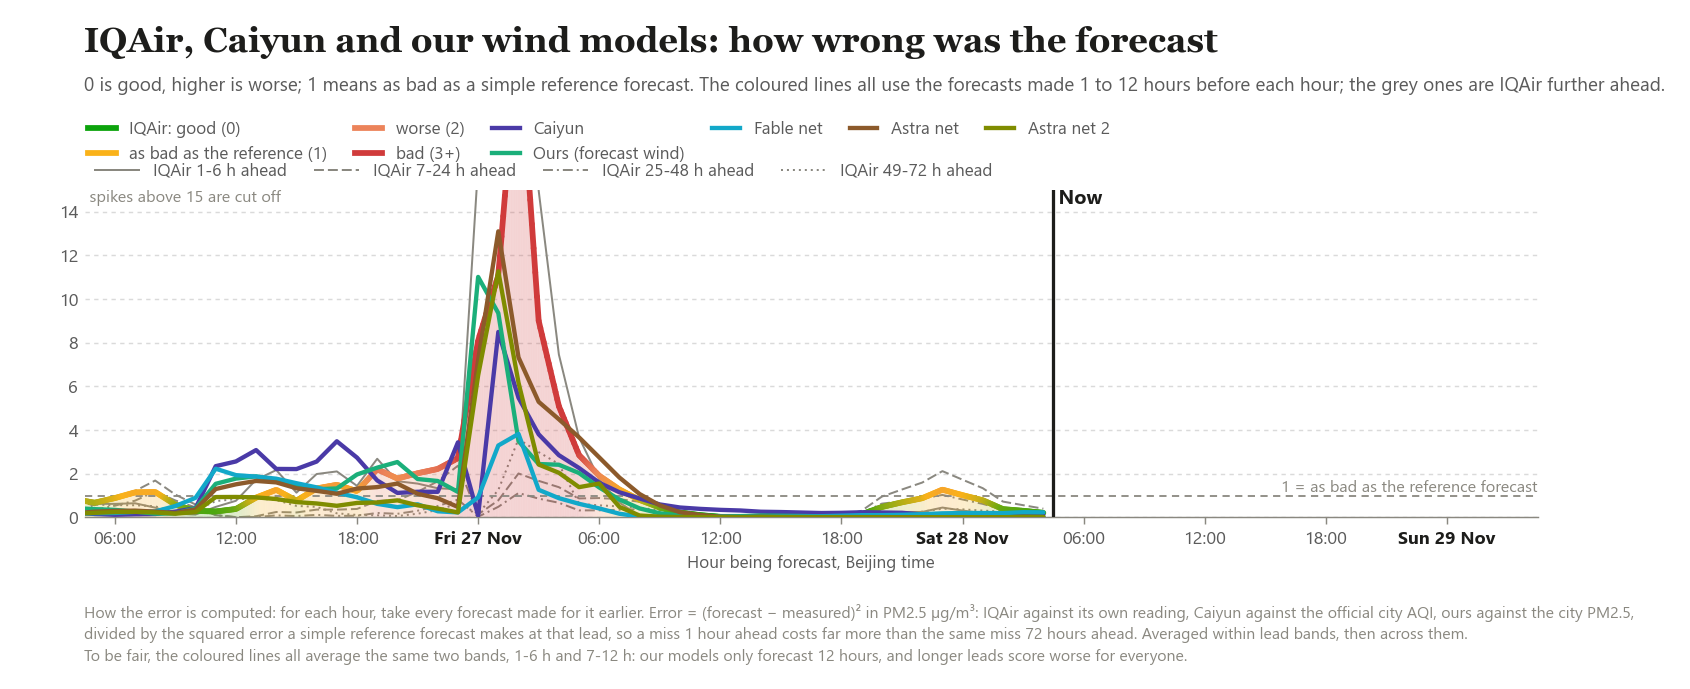 IQAir, Caiyun and our wind models: how wrong was the forecast
0 is good, higher is worse; 1 means as bad as a simple reference forecast. The coloured lines all use the forecasts made 1 to 12 hours before each hour; the grey ones are IQAir further ahead.
IQAir: good (0) worse (2) Caiyun Fable net Astra net Astra net 2
as bad as the reference (1) bad (3+) Ours (forecast wind)
IQAir 1-6 h ahead IQAir 7-24 h ahead IQAir 25-48 h ahead IQAir 49-72 h ahead
spikes above 15 are cut off
Now
14
12
10
8
6
4
2
0
1 = as bad as the reference forecast
06:00 12:00 18:00 Fri 27 Nov 06:00 12:00 18:00 Sat 28 Nov 06:00 12:00 18:00 Sun 29 Nov
Hour being forecast, Beijing time
How the error is computed: for each hour, take every forecast made for it earlier. Error = (forecast − measured)² in PM2.5 µg/m³: IQAir against its own reading, Caiyun against the official city AQI, ours against the city PM2.5,
divided by the squared error a simple reference forecast makes at that lead, so a miss 1 hour ahead costs far more than the same miss 72 hours ahead. Averaged within lead bands, then across them.
To be fair, the coloured lines all average the same two bands, 1-6 h and 7-12 h: our models only forecast 12 hours, and longer leads score worse for everyone.